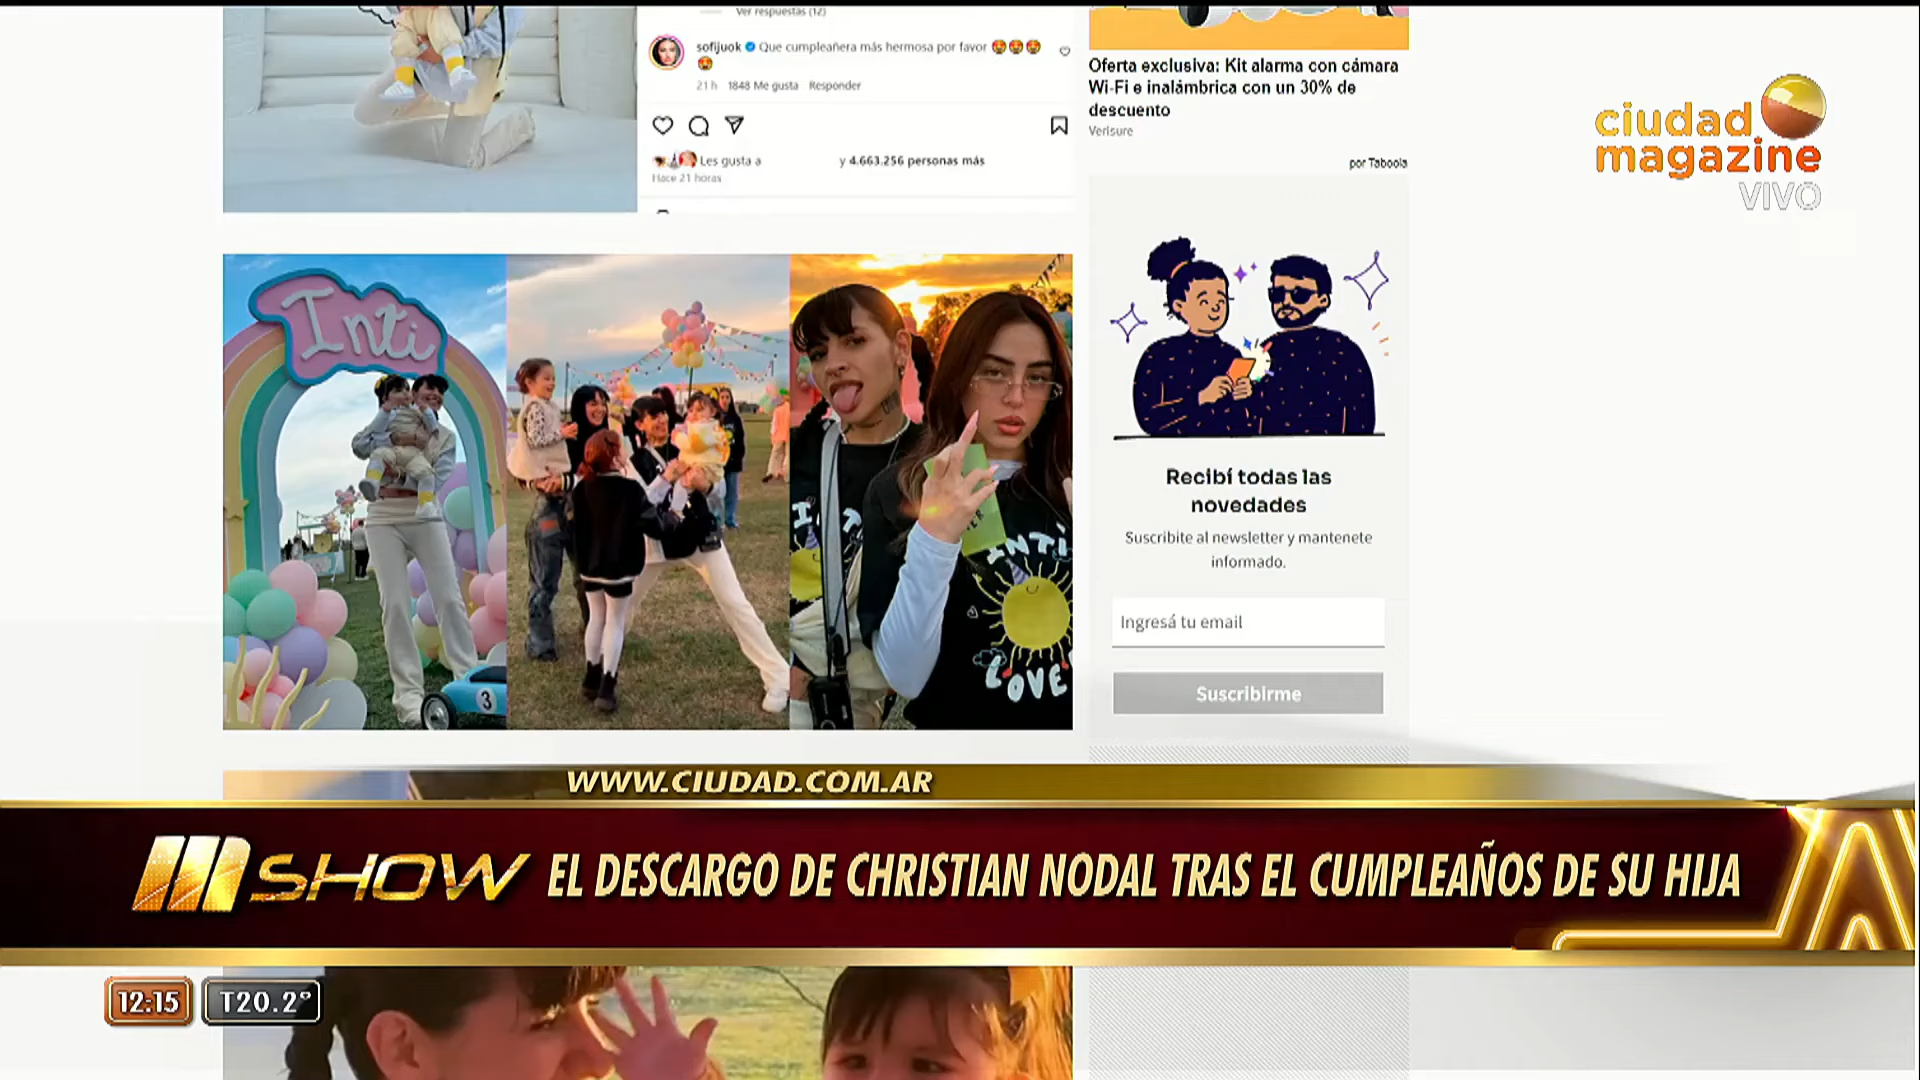 Ver respuestas (12)
sofijuok Que cumpleañera más hermosa por favor
21 h 1848 Me gusta Responder
Les gusta a y 4.663.256 personas más
Hace 21 horas
Oferta exclusiva: Kit alarma con cámara
Wi-Fi e inalámbrica con un 30% de
descuento
Verisure
por Taboola
ciudad
magazine
VIVO
Inti
3
INTI
LOVE
Recibí todas las
novedades
Suscribite al newsletter y mantenete
informado.
Ingresá tu email
Suscribirme
WWW.CIUDAD.COM.AR
M SHOW EL DESCARGO DE CHRISTIAN NODAL TRAS EL CUMPLEAÑOS DE SU HIJA
12:15 T20.2°